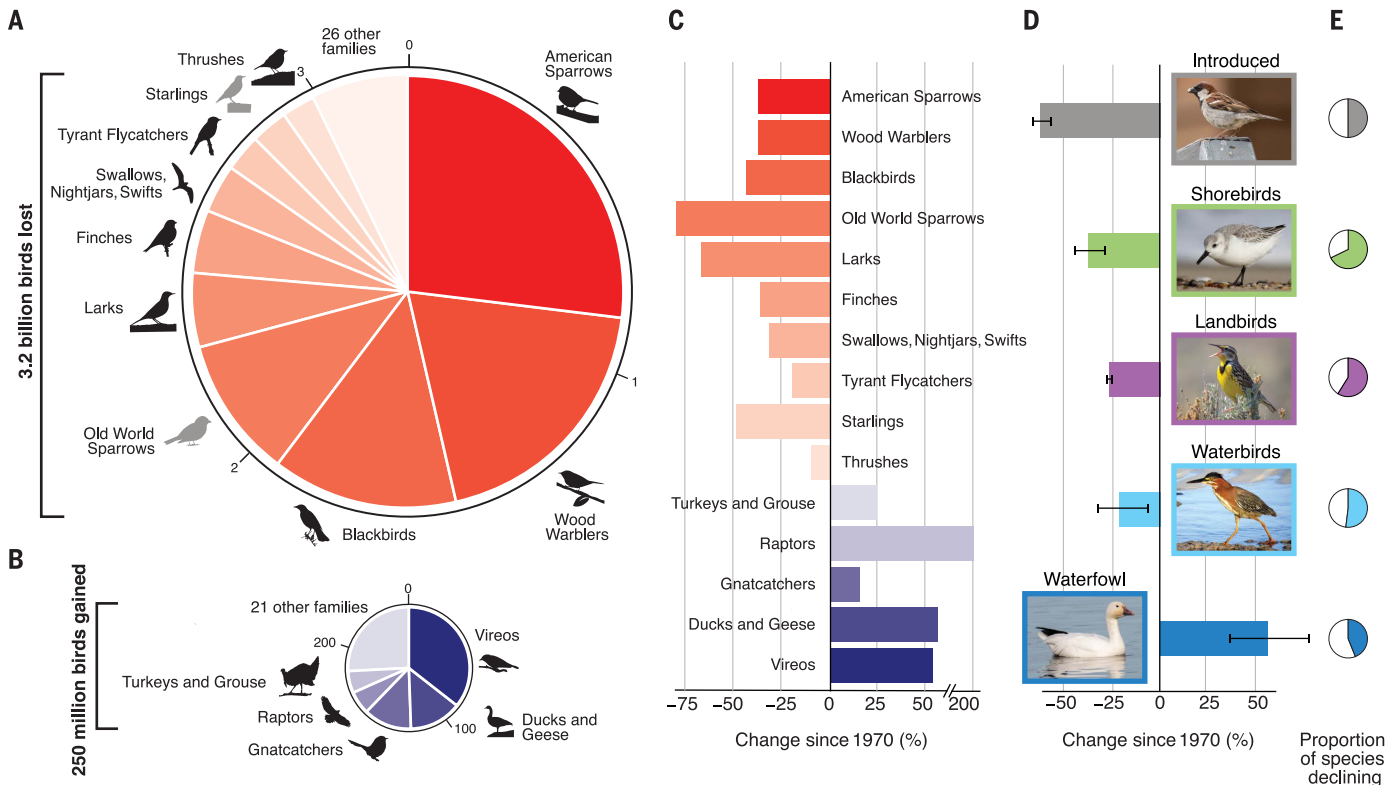 A
3.2 billion birds lost
26 other
families
0
American
Sparrows
Thrushes
3
Starlings
Tyrant Flycatchers
Swallows,
Nightjars, Swifts
Finches
Larks
1
Old World
Sparrows
2
Blackbirds
Wood
Warblers
B
250 million birds gained
0
21 other families
200
Vireos
Turkeys and Grouse
Raptors
100
Ducks and
Geese
Gnatcatchers
C
American Sparrows
Wood Warblers
Blackbirds
Old World Sparrows
Larks
Finches
Swallows, Nightjars, Swifts
Tyrant Flycatchers
Starlings
Thrushes
Turkeys and Grouse
Raptors
Gnatcatchers
Ducks and Geese
Vireos
−75 −50 −25 0 25 50 200
Change since 1970 (%)
D
Introduced
Shorebirds
Landbirds
Waterbirds
Waterfowl
−50 −25 0 25 50
Change since 1970 (%)
E
Proportion
of species
declining